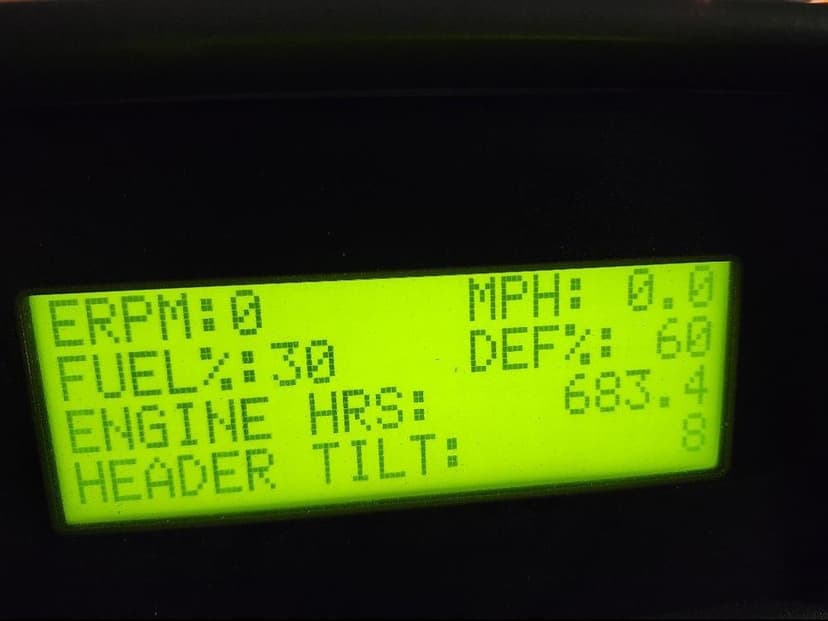 ERPM:0 MPH: 0.0
FUEL%:30 DEF%: 60
ENGINE HRS: 683.4
HEADER TILT: 8